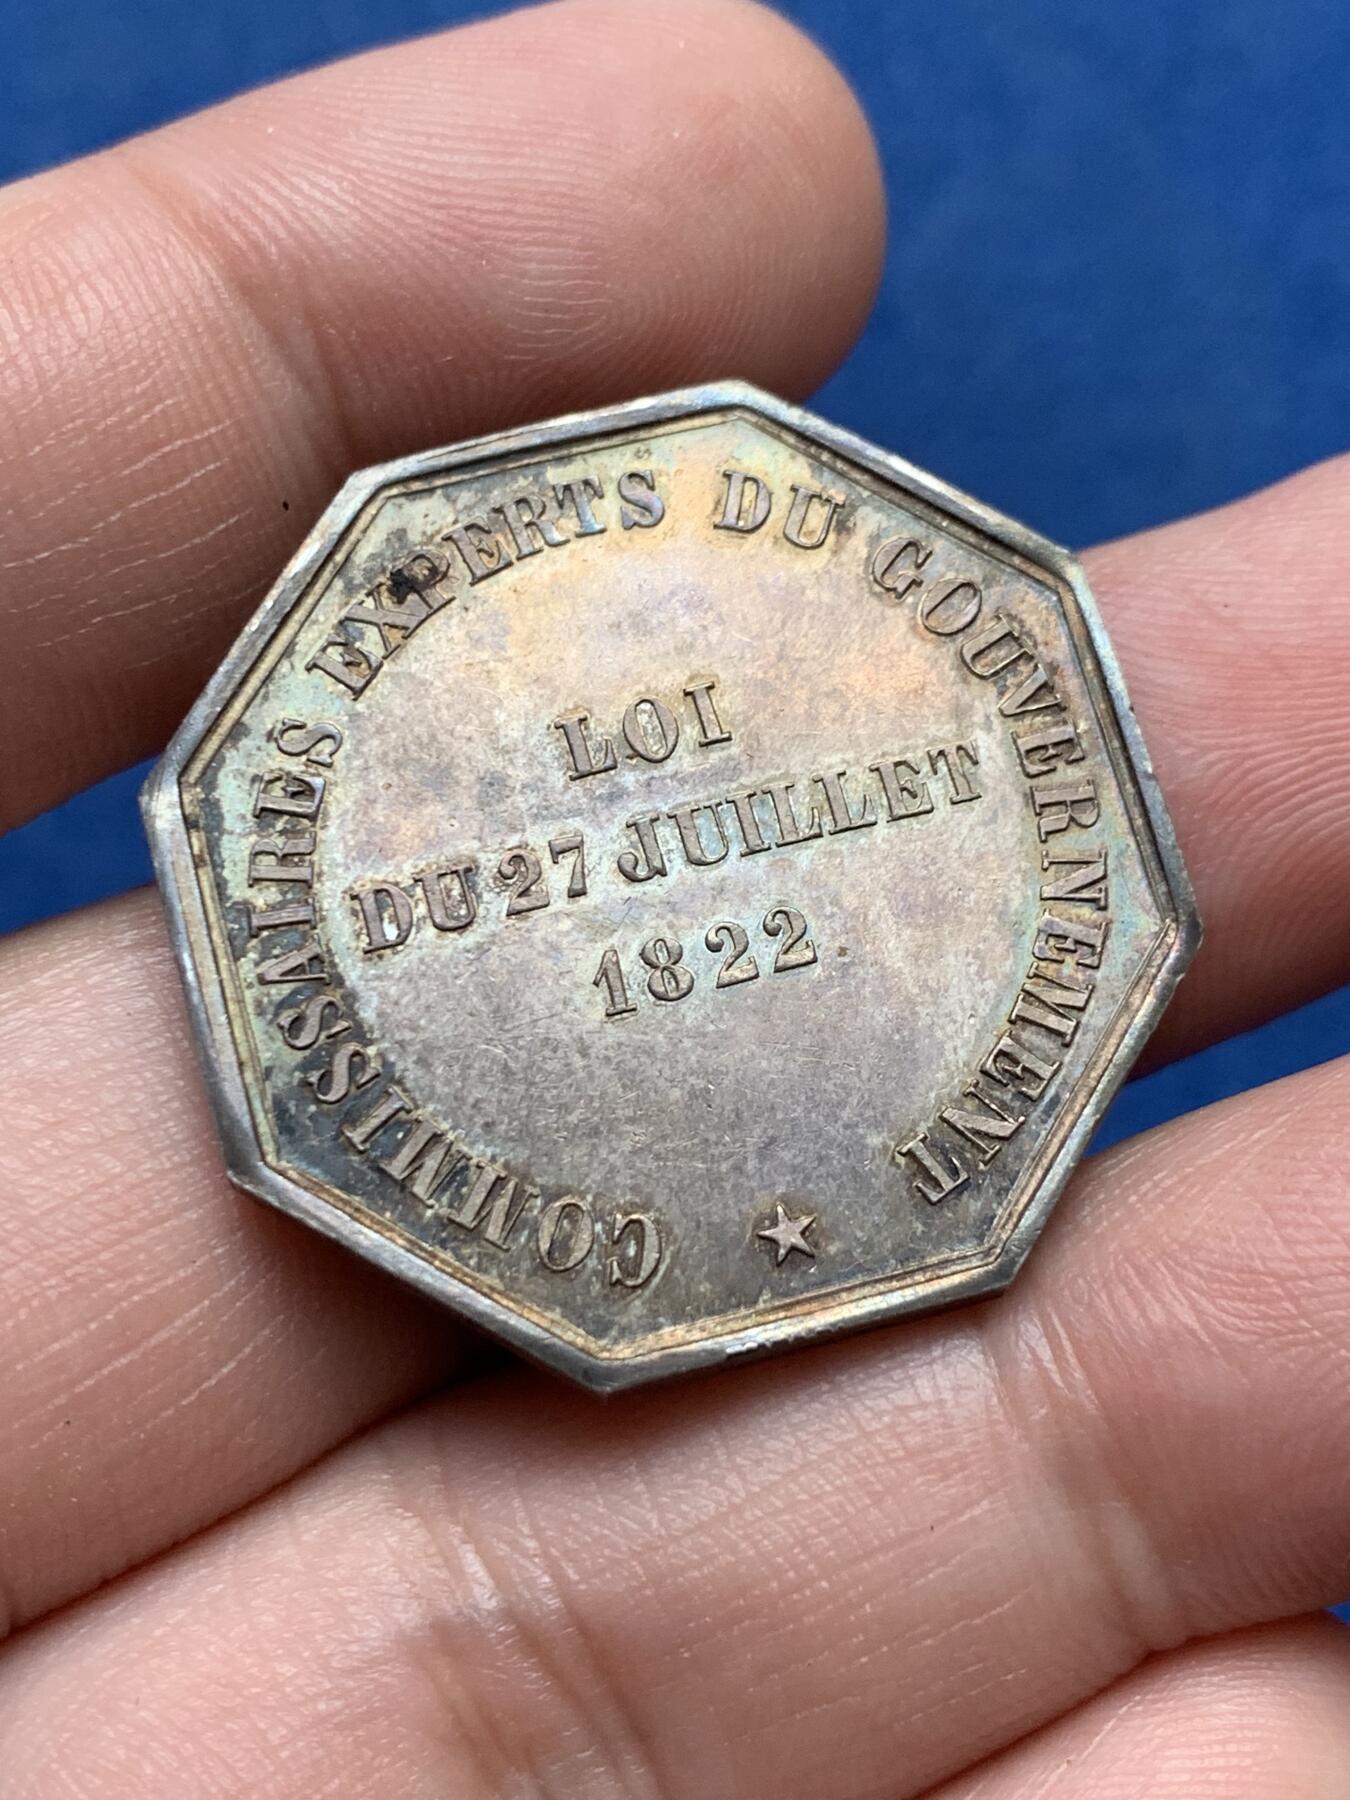 COMMISSAIRES EXPERTS DU GOUVERNEMENT
LOI
DU 27 JUILLET
1822